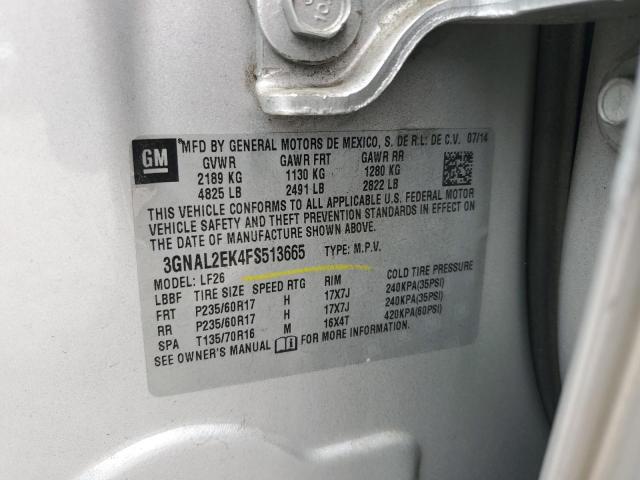 GM
MFD BY GENERAL MOTORS DE MEXICO, S. DE R.L. DE C.V. 07/14
GVWR GAWR FRT GAWR RR
2189 KG 1130 KG 1280 KG
4825 LB 2491 LB 2822 LB
THIS VEHICLE CONFORMS TO ALL APPLICABLE U.S. FEDERAL MOTOR
VEHICLE SAFETY AND THEFT PREVENTION STANDARDS IN EFFECT ON
THE DATE OF MANUFACTURE SHOWN ABOVE.
3GNAL2EK4FS513665 TYPE: M.P.V.
MODEL: LF26
LBBF TIRE SIZE SPEED RTG RIM COLD TIRE PRESSURE
FRT P235/60R17 H 17X7J 240KPA(35PSI)
RR P235/60R17 H 17X7J 240KPA(35PSI)
SPA T135/70R16 M 16X4T 420KPA(60PSI)
SEE OWNER'S MANUAL FOR MORE INFORMATION.